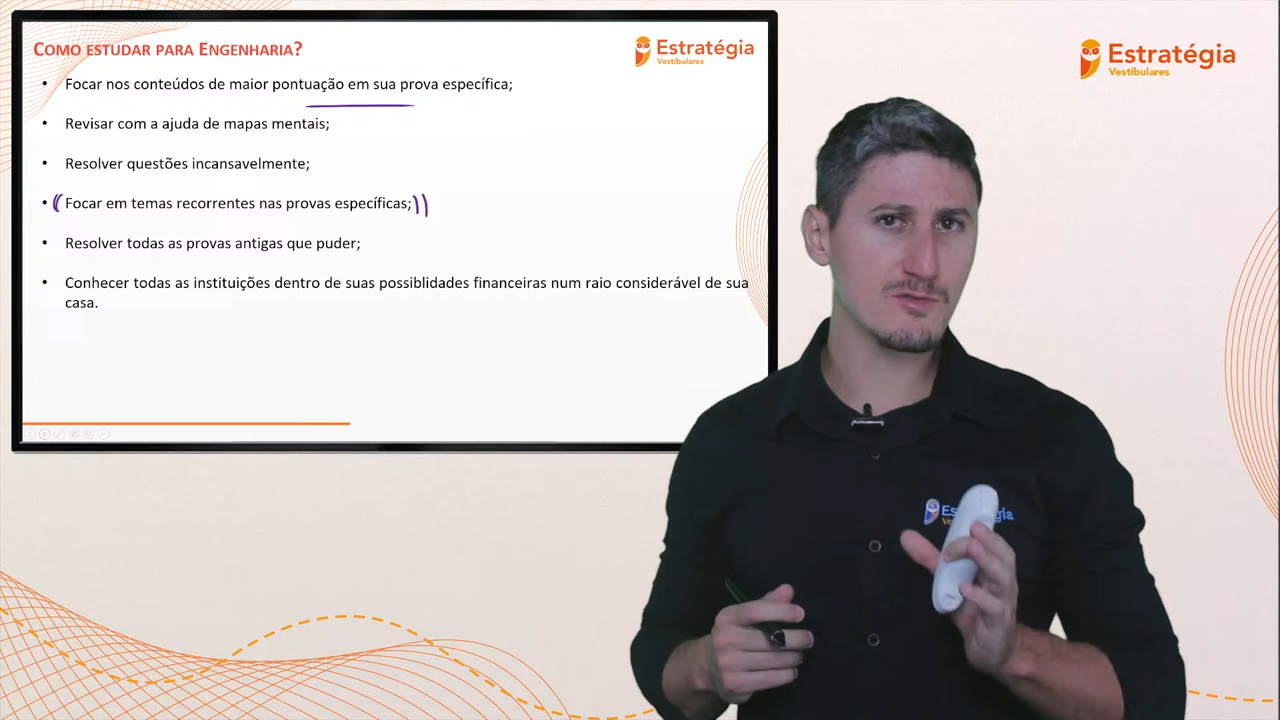 COMO ESTUDAR PARA ENGENHARIA?
Estratégia
Vestibulares
• Focar nos conteúdos de maior pontuação em sua prova específica;
• Revisar com a ajuda de mapas mentais;
• Resolver questões incansavelmente;
• Focar em temas recorrentes nas provas específicas;
• Resolver todas as provas antigas que puder;
• Conhecer todas as instituições dentro de suas possiblidades financeiras num raio considerável de sua
casa.
Estratégia
Vestibulares